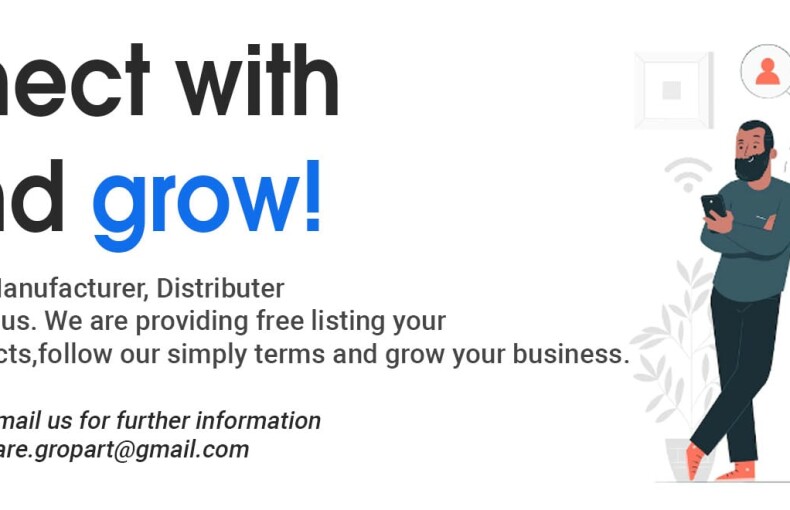 nect with
nd grow!
Manufacturer, Distributer
us. We are providing free listing your
cts,follow our simply terms and grow your business.
mail us for further information
are.gropart@gmail.com